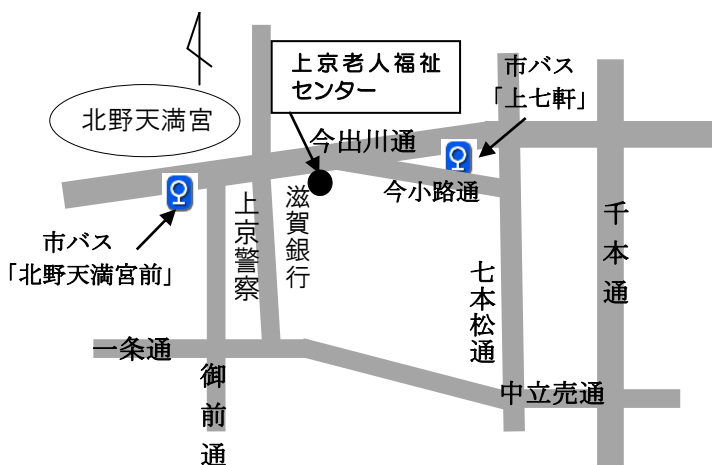 上京老人福祉
センター
市バス
「上七軒」
北野天満宮
今出川通
今小路通
市バス
「北野天満宮前」
上京警察
滋賀銀行
千本通
七本松通
一条通
御前通
中立売通